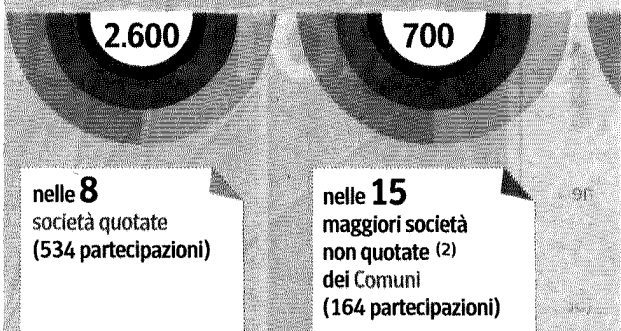 2.600
700
nelle 8
società quotate
(534 partecipazioni)
nelle 15
maggiori società
non quotate (2)
dei Comuni
(164 partecipazioni)